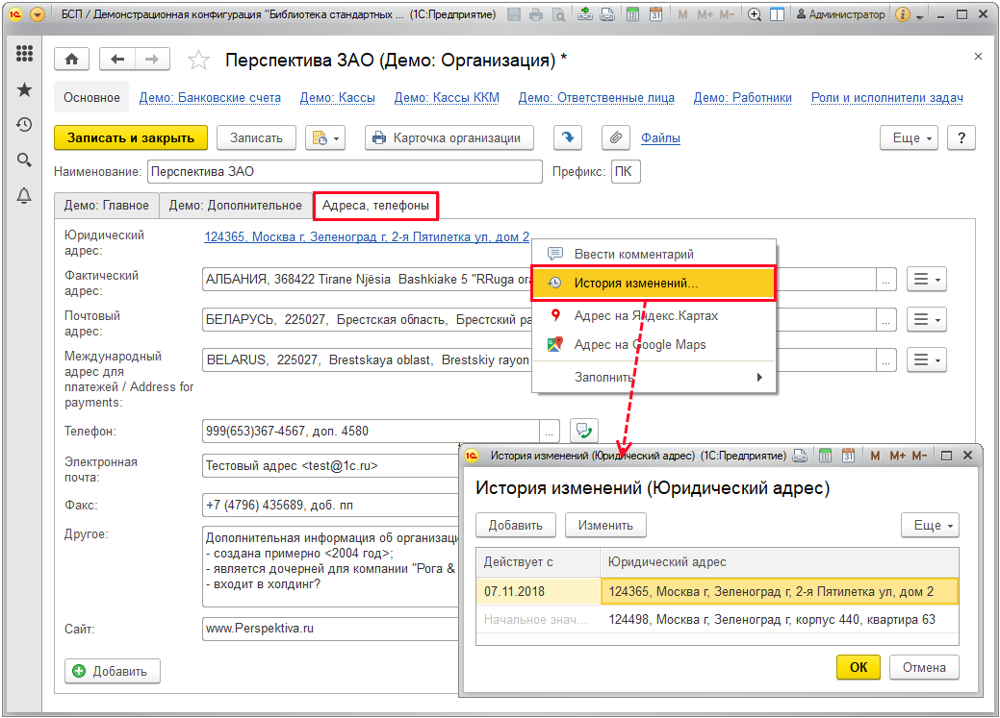 БСП / Демонстрационная конфигурация "Библиотека стандартных ... (1С:Предприятие)
M M+ M- Администратор
Перспектива ЗАО (Демо: Организация) *
Основное Демо: Банковские счета Демо: Кассы Демо: Кассы ККМ Демо: Ответственные лица Демо: Работники Роли и исполнители задач
Записать и закрыть Записать Карточка организации Файлы Еще ?
Наименование: Перспектива ЗАО Префикс: ПК
Демо: Главное Демо: Дополнительное Адреса, телефоны
Юридический
адрес:
124365, Москва г, Зеленоград г, 2-я Пятилетка ул, дом 2
Ввести комментарий
История изменений...
Адрес на Яндекс.Картах
Адрес на Google Maps
Заполнить
Фактический
адрес:
АЛБАНИЯ, 368422 Tirane Njësia Bashkiake 5 "RRuga ...
Почтовый
адрес:
БЕЛАРУСЬ, 225027, Брестская область, Брестский ...
Международный
адрес для
платежей / Address for
payments:
BELARUS, 225027, Brestskaya oblast, Brestskiy rayon ...
Телефон: 999(653)367-4567, доп. 4580 ...
Электронная
почта:
Тестовый адрес <test@1c.ru>
Факс: +7 (4796) 435689, доб. пп
Другое:
Дополнительная информация об
- создана примерно <2004 год>;
- является дочерней для компании "Рога &
- входит в холдинг?
Сайт: www.Perspektiva.ru
Добавить
История изменений (Юридический адрес) (1С:Предприятие) M M+ M-
История изменений (Юридический адрес)
Добавить Изменить Еще
Действует с Юридический адрес
07.11.2018 124365, Москва г, Зеленоград г, 2-я Пятилетка ул, дом 2
Начальное знач... 124498, Москва г, Зеленоград г, корпус 440, квартира 63
ОК Отмена